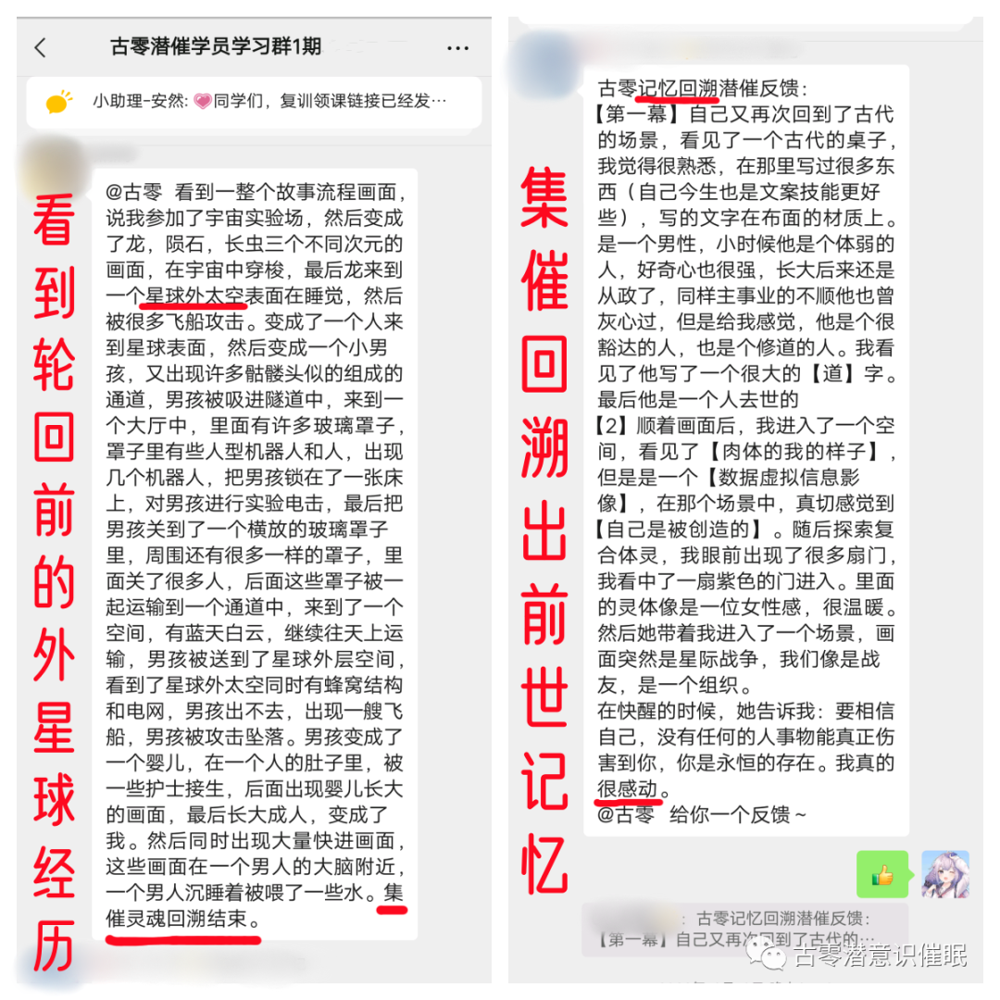 古零潜催学员学习群1期
小助理-安然: 💗同学们，复训领课链接已经发…
看到轮回前的外星球经历
@古零 看到一整个故事流程画面，
说我参加了宇宙实验场，然后变成
了龙，陨石，长虫三个不同次元的
画面，在宇宙中穿梭，最后龙来到
一个星球外太空表面在睡觉，然后
被很多飞船攻击。变成了一个人来
到星球表面，然后变成一个小男
孩，又出现许多骷髅头似的组成的
通道，男孩被吸进隧道中，来到一
个大厅中，里面有许多玻璃罩子，
罩子里有些人型机器人和人，出现
几个机器人，把男孩锁在了一张床
上，对男孩进行实验电击，最后把
男孩关到了一个横放的玻璃罩子
里，周围还有很多一样的罩子，里
面关了很多人，后面这些罩子被一
起运输到一个通道中，来到了一个
空间，有蓝天白云，继续往天上运
输，男孩被送到了星球外层空间，
看到了星球外太空同时有蜂窝结构
和电网，男孩出不去，出现一艘飞
船，男孩被攻击坠落。男孩变成了
一个婴儿，在一个人的肚子里，被
一些护士接生，后面出现婴儿长大
的画面，最后长大成人，变成了
我。然后同时出现大量快进画面，
这些画面在一个男人的大脑附近，
一个男人沉睡着被喂了一些水。集
催灵魂回溯结束。
集催回溯出前世记忆
古零记忆回溯潜催反馈：
【第一幕】自己又再次回到了古代
的场景，看见了一个古代的桌子，
我觉得很熟悉，在那里写过很多东
西（自己今生也是文案技能更好
些），写的文字在布面的材质上。
是一个男性，小时候他是个体弱的
人，好奇心也很强，长大后来还是
从政了，同样主事业的不顺他也曾
灰心过，但是给我感觉，他是个很
豁达的人，也是个修道的人。我看
见了他写了一个很大的【道】字。
最后他是一个人去世的
【2】顺着画面后，我进入了一个空
间，看见了【肉体的我的样子】，
但是是一个【数据虚拟信息影
像】，在那个场景中，真切感觉到
【自己是被创造的】。随后探索复
合体灵，我眼前出现了很多扇门，
我看中了一扇紫色的门进入。里面
的灵体像是一位女性感，很温暖。
然后她带着我进入了一个场景，画
面突然是星际战争，我们像是战
友，是一个组织。
在快醒的时候，她告诉我：要相信
自己，没有任何的人事物能真正伤
害到你，你是永恒的存在。我真的
很感动。
@古零 给你一个反馈～
：古零记忆回溯潜催反馈：
【第一幕】自己又再次回到了古代的…
古零潜意识催眠